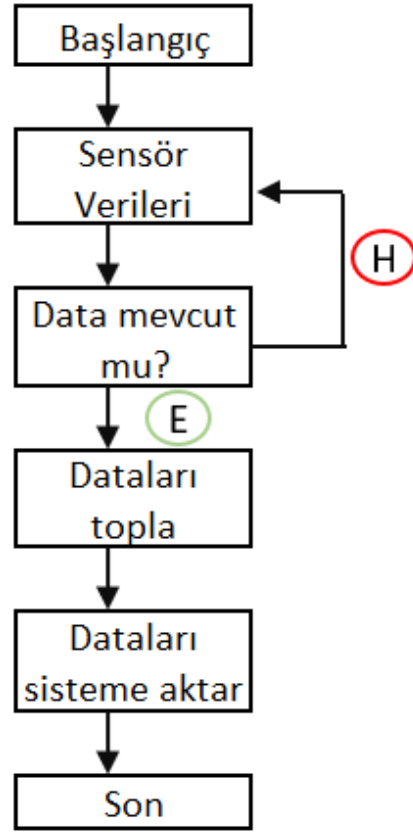 Başlangıç
Sensör
Verileri
H
Data mevcut
mu?
E
Dataları
topla
Dataları
sisteme aktar
Son